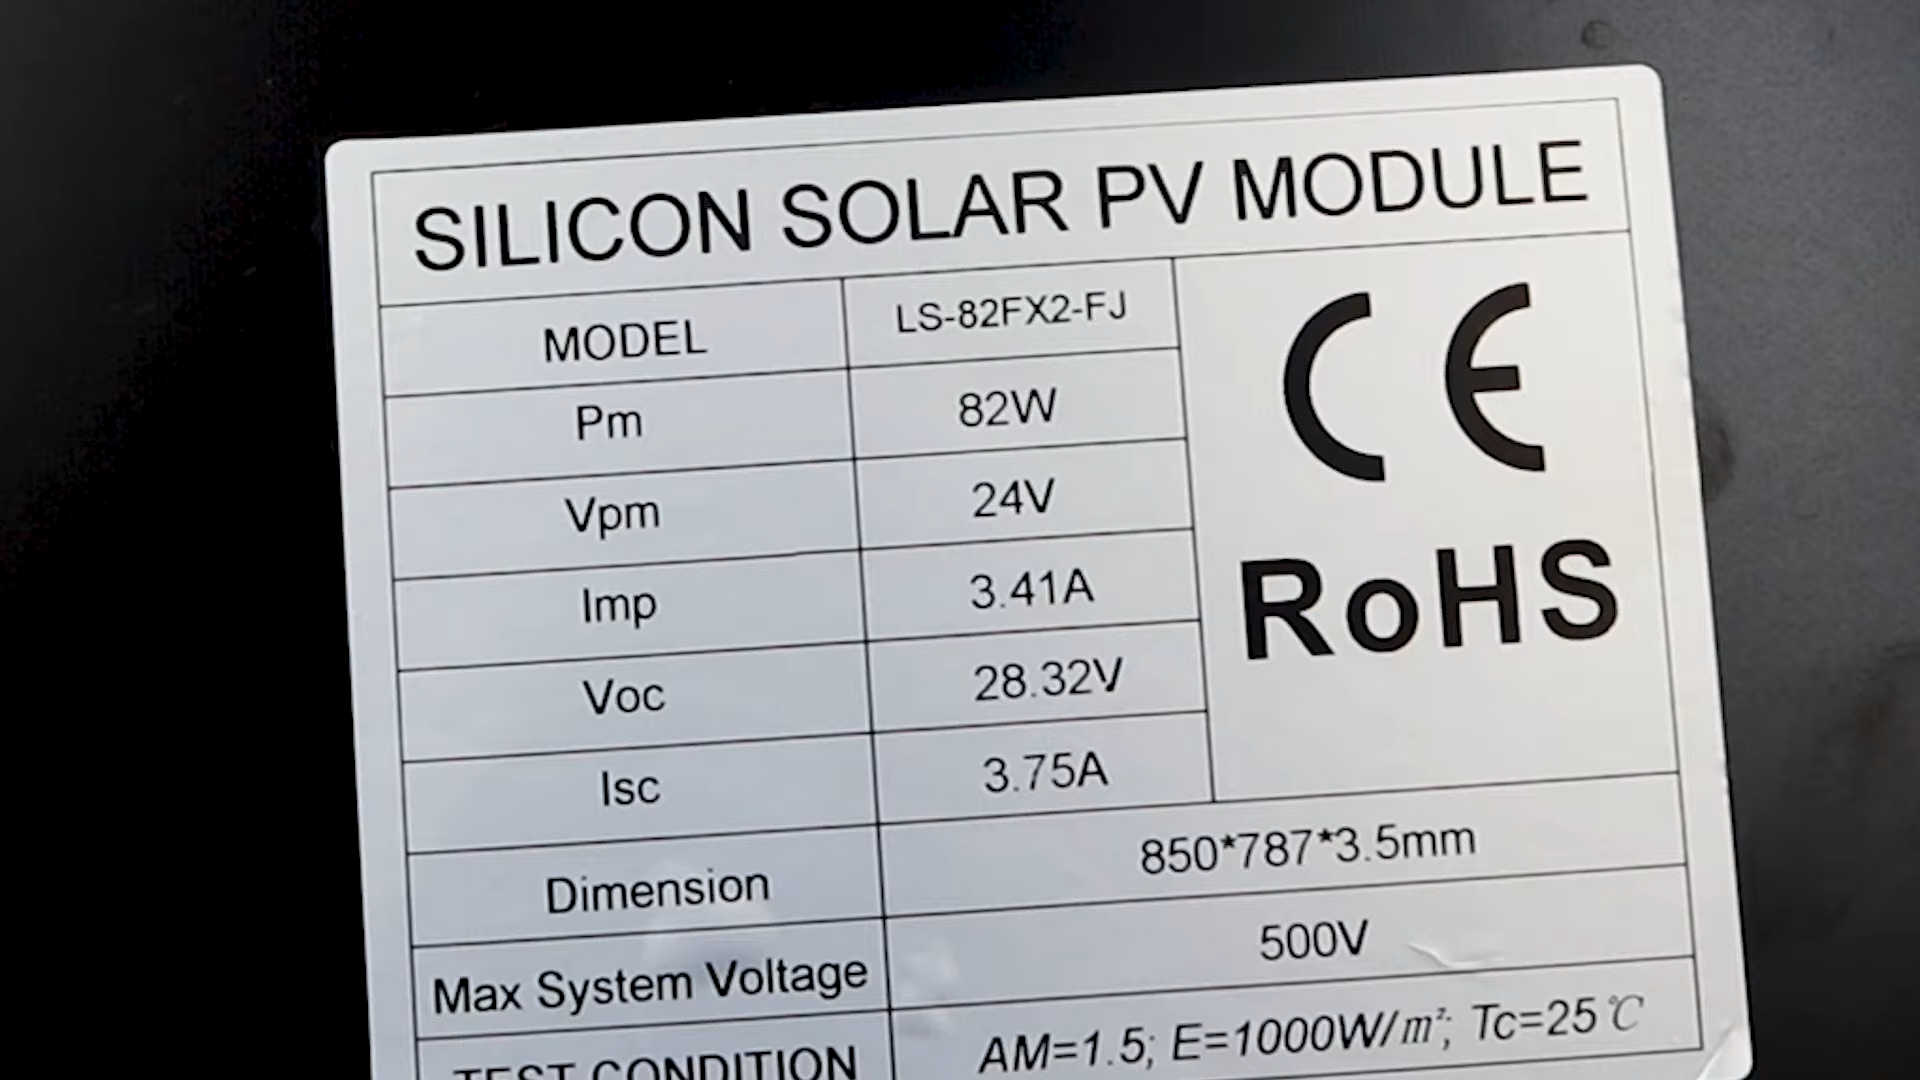 SILICON SOLAR PV MODULE
MODEL LS-82FX2-FJ
Pm 82W
Vpm 24V
Imp 3.41A
Voc 28.32V
Isc 3.75A
CE
RoHS
Dimension 850*787*3.5mm
Max System Voltage 500V
TEST CONDITION AM=1.5; E=1000W/m²; Tc=25℃